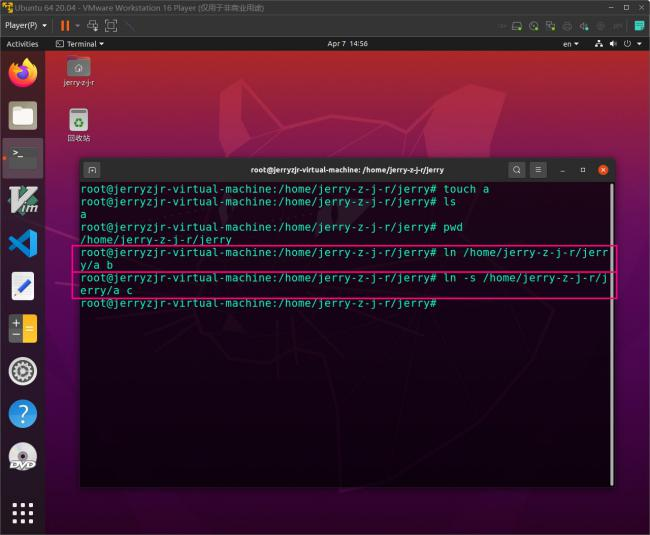 Ubuntu 64 20.04 - VMware Workstation 16 Player (仅用于非商业用途)
Player(P)
Activities
Terminal
Apr 7 14:56
en
jerry-z-j-r
回收站
root@jerryzjr-virtual-machine: /home/jerry-z-j-r/jerry
root@jerryzjr-virtual-machine:/home/jerry-z-j-r/jerry# touch a
root@jerryzjr-virtual-machine:/home/jerry-z-j-r/jerry# ls
a
root@jerryzjr-virtual-machine:/home/jerry-z-j-r/jerry# pwd
/home/jerry-z-j-r/jerry
root@jerryzjr-virtual-machine:/home/jerry-z-j-r/jerry# ln /home/jerry-z-j-r/jerr
y/a b
root@jerryzjr-virtual-machine:/home/jerry-z-j-r/jerry# ln -s /home/jerry-z-j-r/j
erry/a c
root@jerryzjr-virtual-machine:/home/jerry-z-j-r/jerry#
Vim
DVD